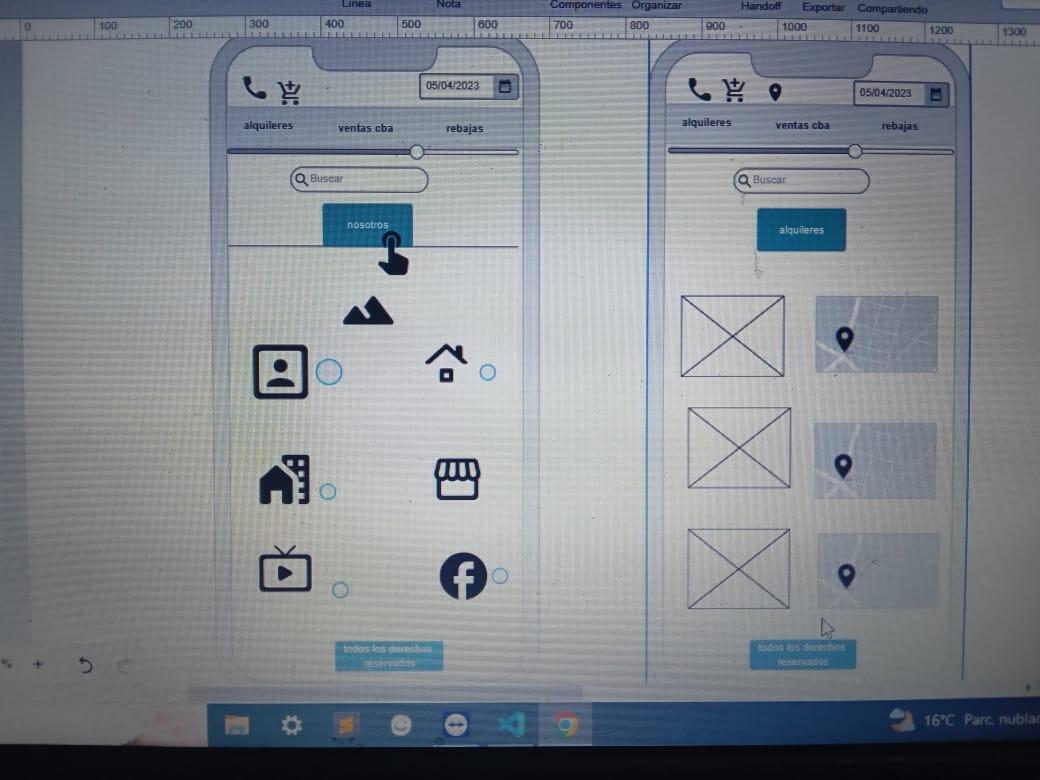 Línea Nota Componentes Organizar Handoff Exportar Compartiendo
0 100 200 300 400 500 600 700 800 900 1000 1100 1200 1300
05/04/2023
alquileres ventas cba rebajas
Buscar
nosotros
todos los derechos
reservados
05/04/2023
alquileres ventas cba rebajas
Buscar
alquileres
todos los derechos
reservados
% +
16°C Parc. nublad